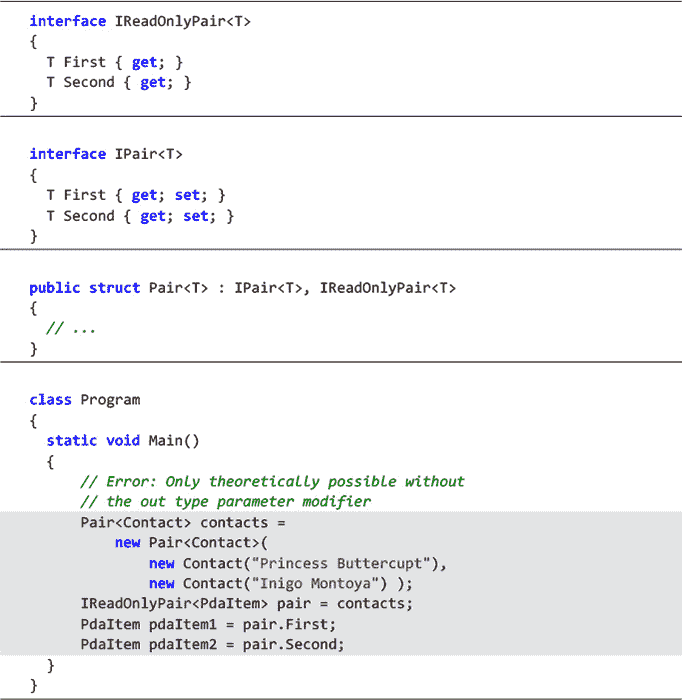 interface IReadOnlyPair<T>
{
T First { get; }
T Second { get; }
}
interface IPair<T>
{
T First { get; set; }
T Second { get; set; }
}
public struct Pair<T> : IPair<T>, IReadOnlyPair<T>
{
// ...
}
class Program
{
static void Main()
{
// Error: Only theoretically possible without
// the out type parameter modifier
Pair<Contact> contacts =
new Pair<Contact>(
new Contact("Princess Buttercupt"),
new Contact("Inigo Montoya") );
IReadOnlyPair<PdaItem> pair = contacts;
PdaItem pdaItem1 = pair.First;
PdaItem pdaItem2 = pair.Second;
}
}